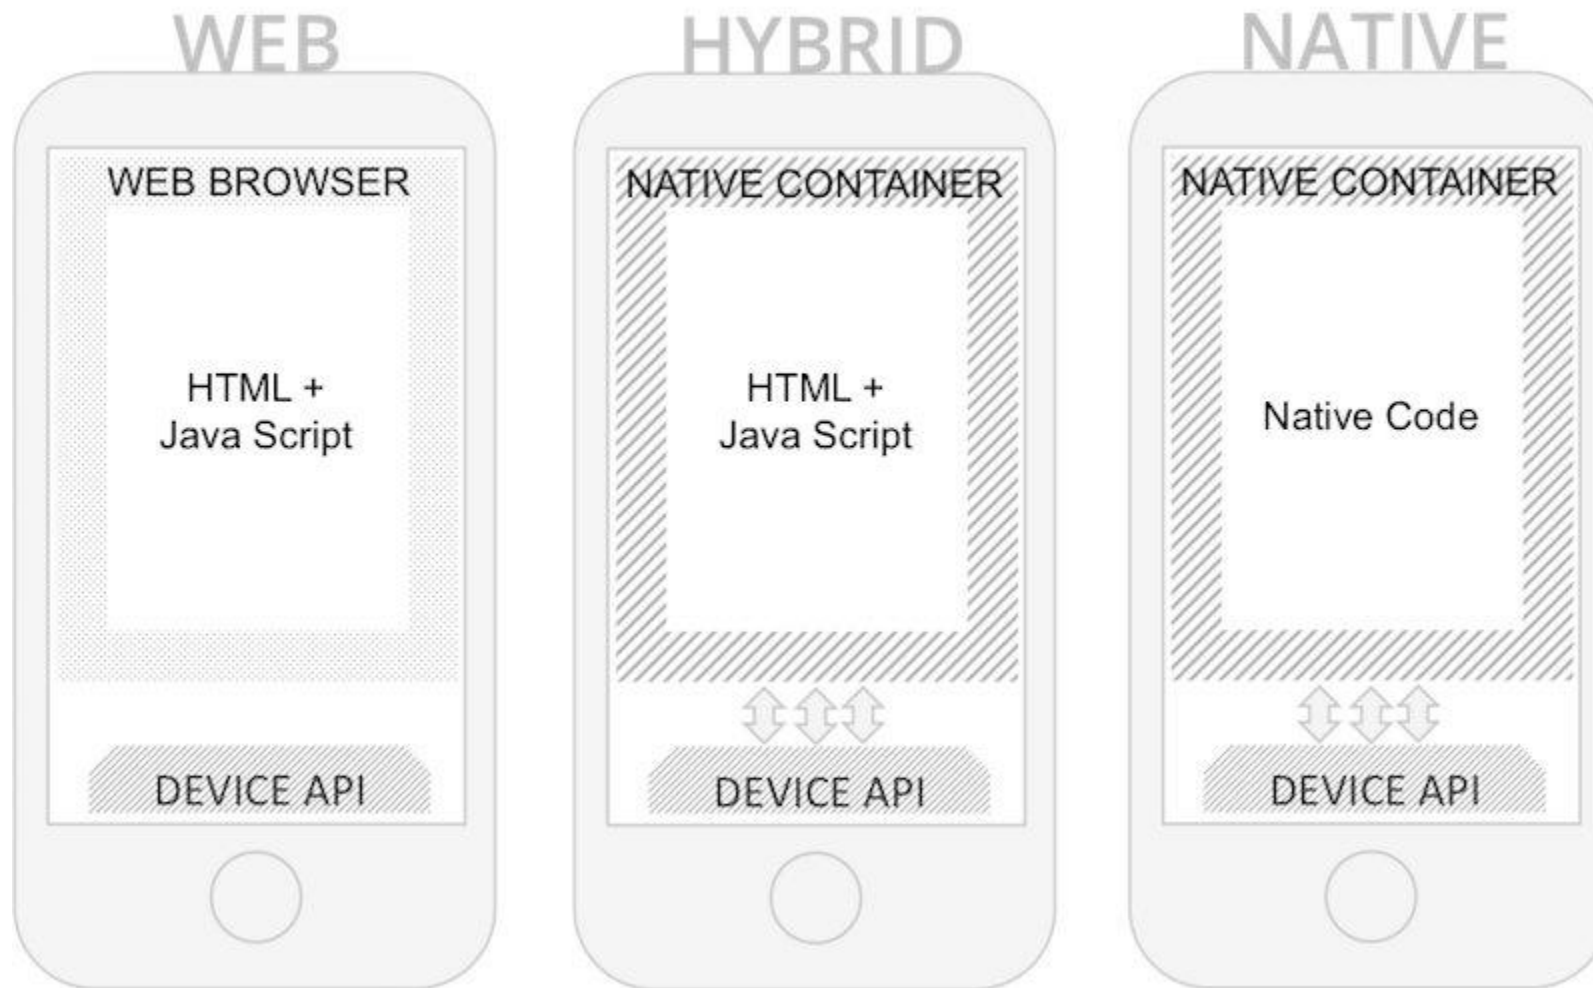 WEB
WEB BROWSER
HTML +
Java Script
DEVICE API
HYBRID
NATIVE CONTAINER
HTML +
Java Script
DEVICE API
NATIVE
NATIVE CONTAINER
Native Code
DEVICE API